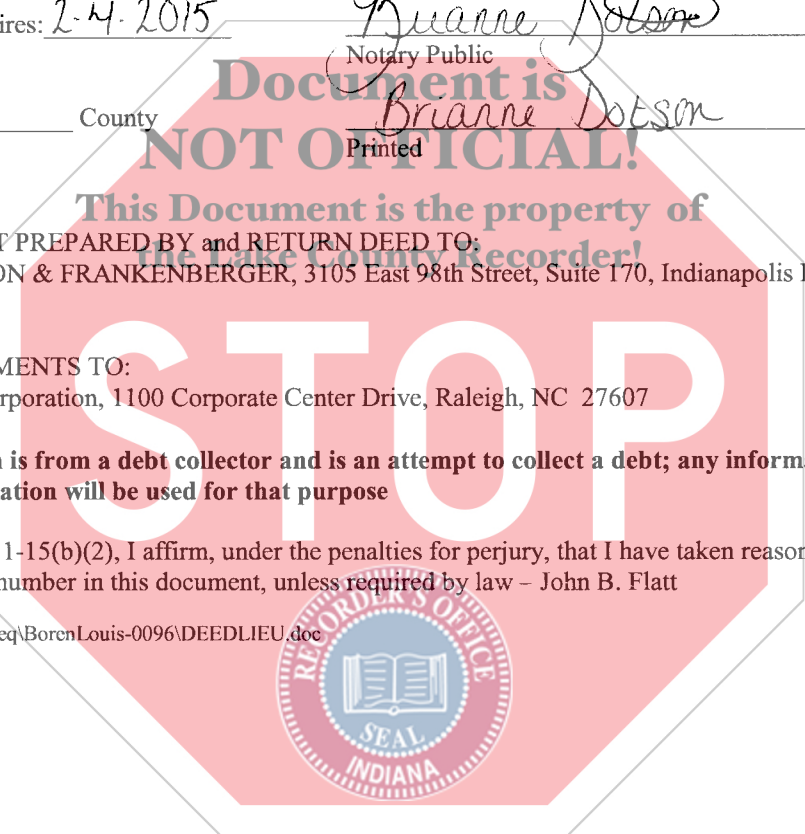 ires: 2-4-2015 Brianne Dotson
Notary Public
Document is
County Brianne Dotson
NOT OFFICIAL!
Printed
This Document is the property of
T PREPARED BY and RETURN DEED TO:
the Lake County Recorder!
ON & FRANKENBERGER, 3105 East 98th Street, Suite 170, Indianapolis I
STOP
MENTS TO:
rporation, 1100 Corporate Center Drive, Raleigh, NC 27607
n is from a debt collector and is an attempt to collect a debt; any informa
ation will be used for that purpose
1-15(b)(2), I affirm, under the penalties for perjury, that I have taken reason
number in this document, unless required by law – John B. Flatt
eq\BorenLouis-0096\DEEDLIEU.doc
RECORDER'S OFFICE
SEAL
INDIANA